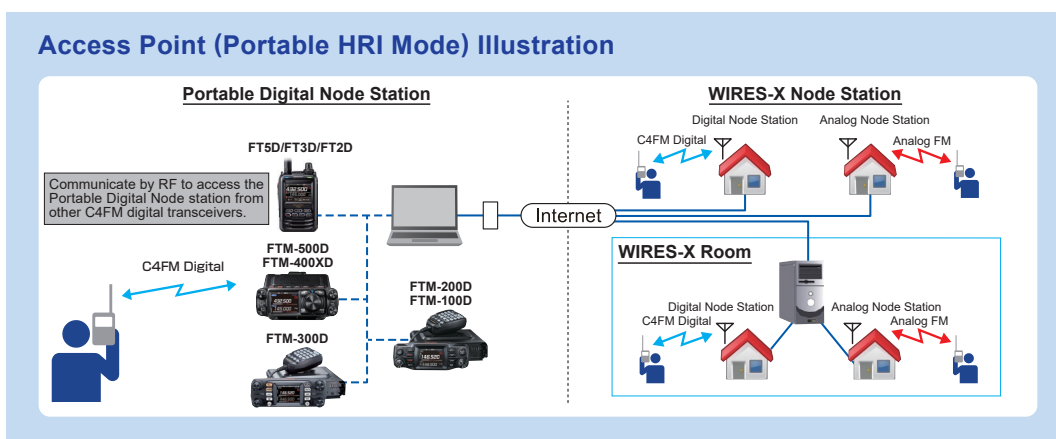 Access Point (Portable HRI Mode) Illustration
Portable Digital Node Station
FT5D/FT3D/FT2D
Communicate by RF to access the
Portable Digital Node station from
other C4FM digital transceivers.
C4FM Digital
FTM-500D
FTM-400XD
FTM-300D
FTM-200D
FTM-100D
Internet
WIRES-X Node Station
Digital Node Station
C4FM Digital
Analog Node Station
Analog FM
WIRES-X Room
Digital Node Station
C4FM Digital
Analog Node Station
Analog FM